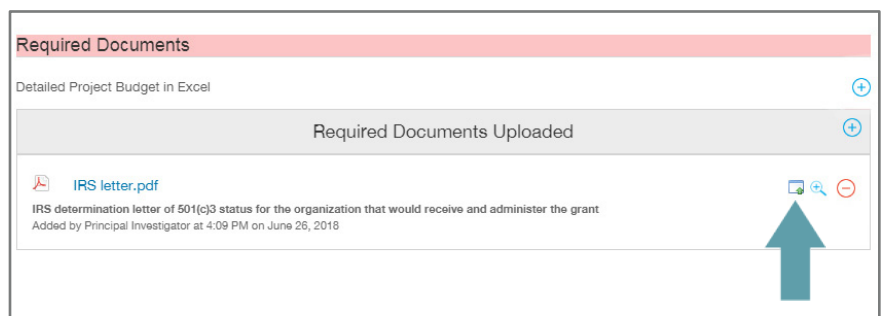 Required Documents
Detailed Project Budget in Excel
Required Documents Uploaded
IRS letter.pdf
IRS determination letter of 501(c)3 status for the organization that would receive and administer the grant
Added by Principal Investigator at 4:09 PM on June 26, 2018